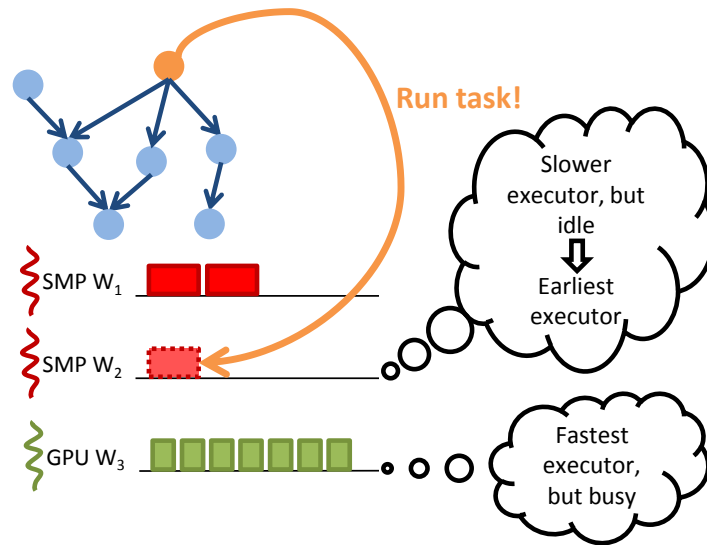 Run task!
Slower
executor, but
idle
Earliest
executor
SMP W₁
SMP W₂
GPU W₃
Fastest
executor,
but busy